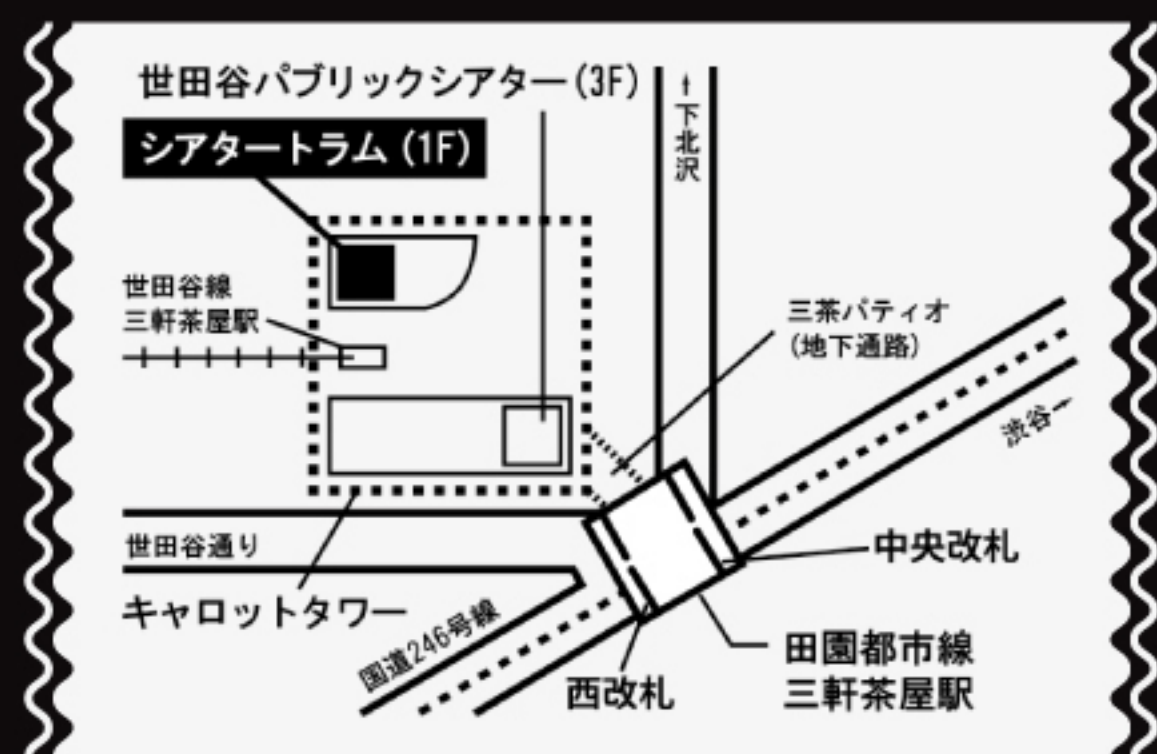 世田谷パブリックシアター(3F)
シアタートラム(1F)
↑下北沢
世田谷線
三軒茶屋駅
三茶パティオ
(地下通路)
渋谷→
世田谷通り
中央改札
キャロットタワー
国道246号線
西改札
田園都市線
三軒茶屋駅